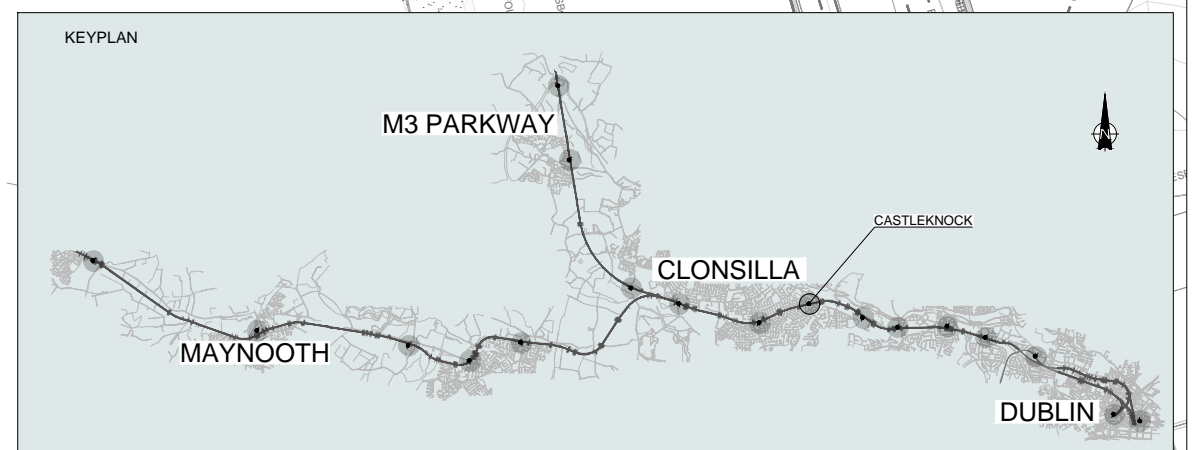 KEYPLAN
M3 PARKWAY
N
CASTLEKNOCK
CLONSILLA
MAYNOOTH
DUBLIN